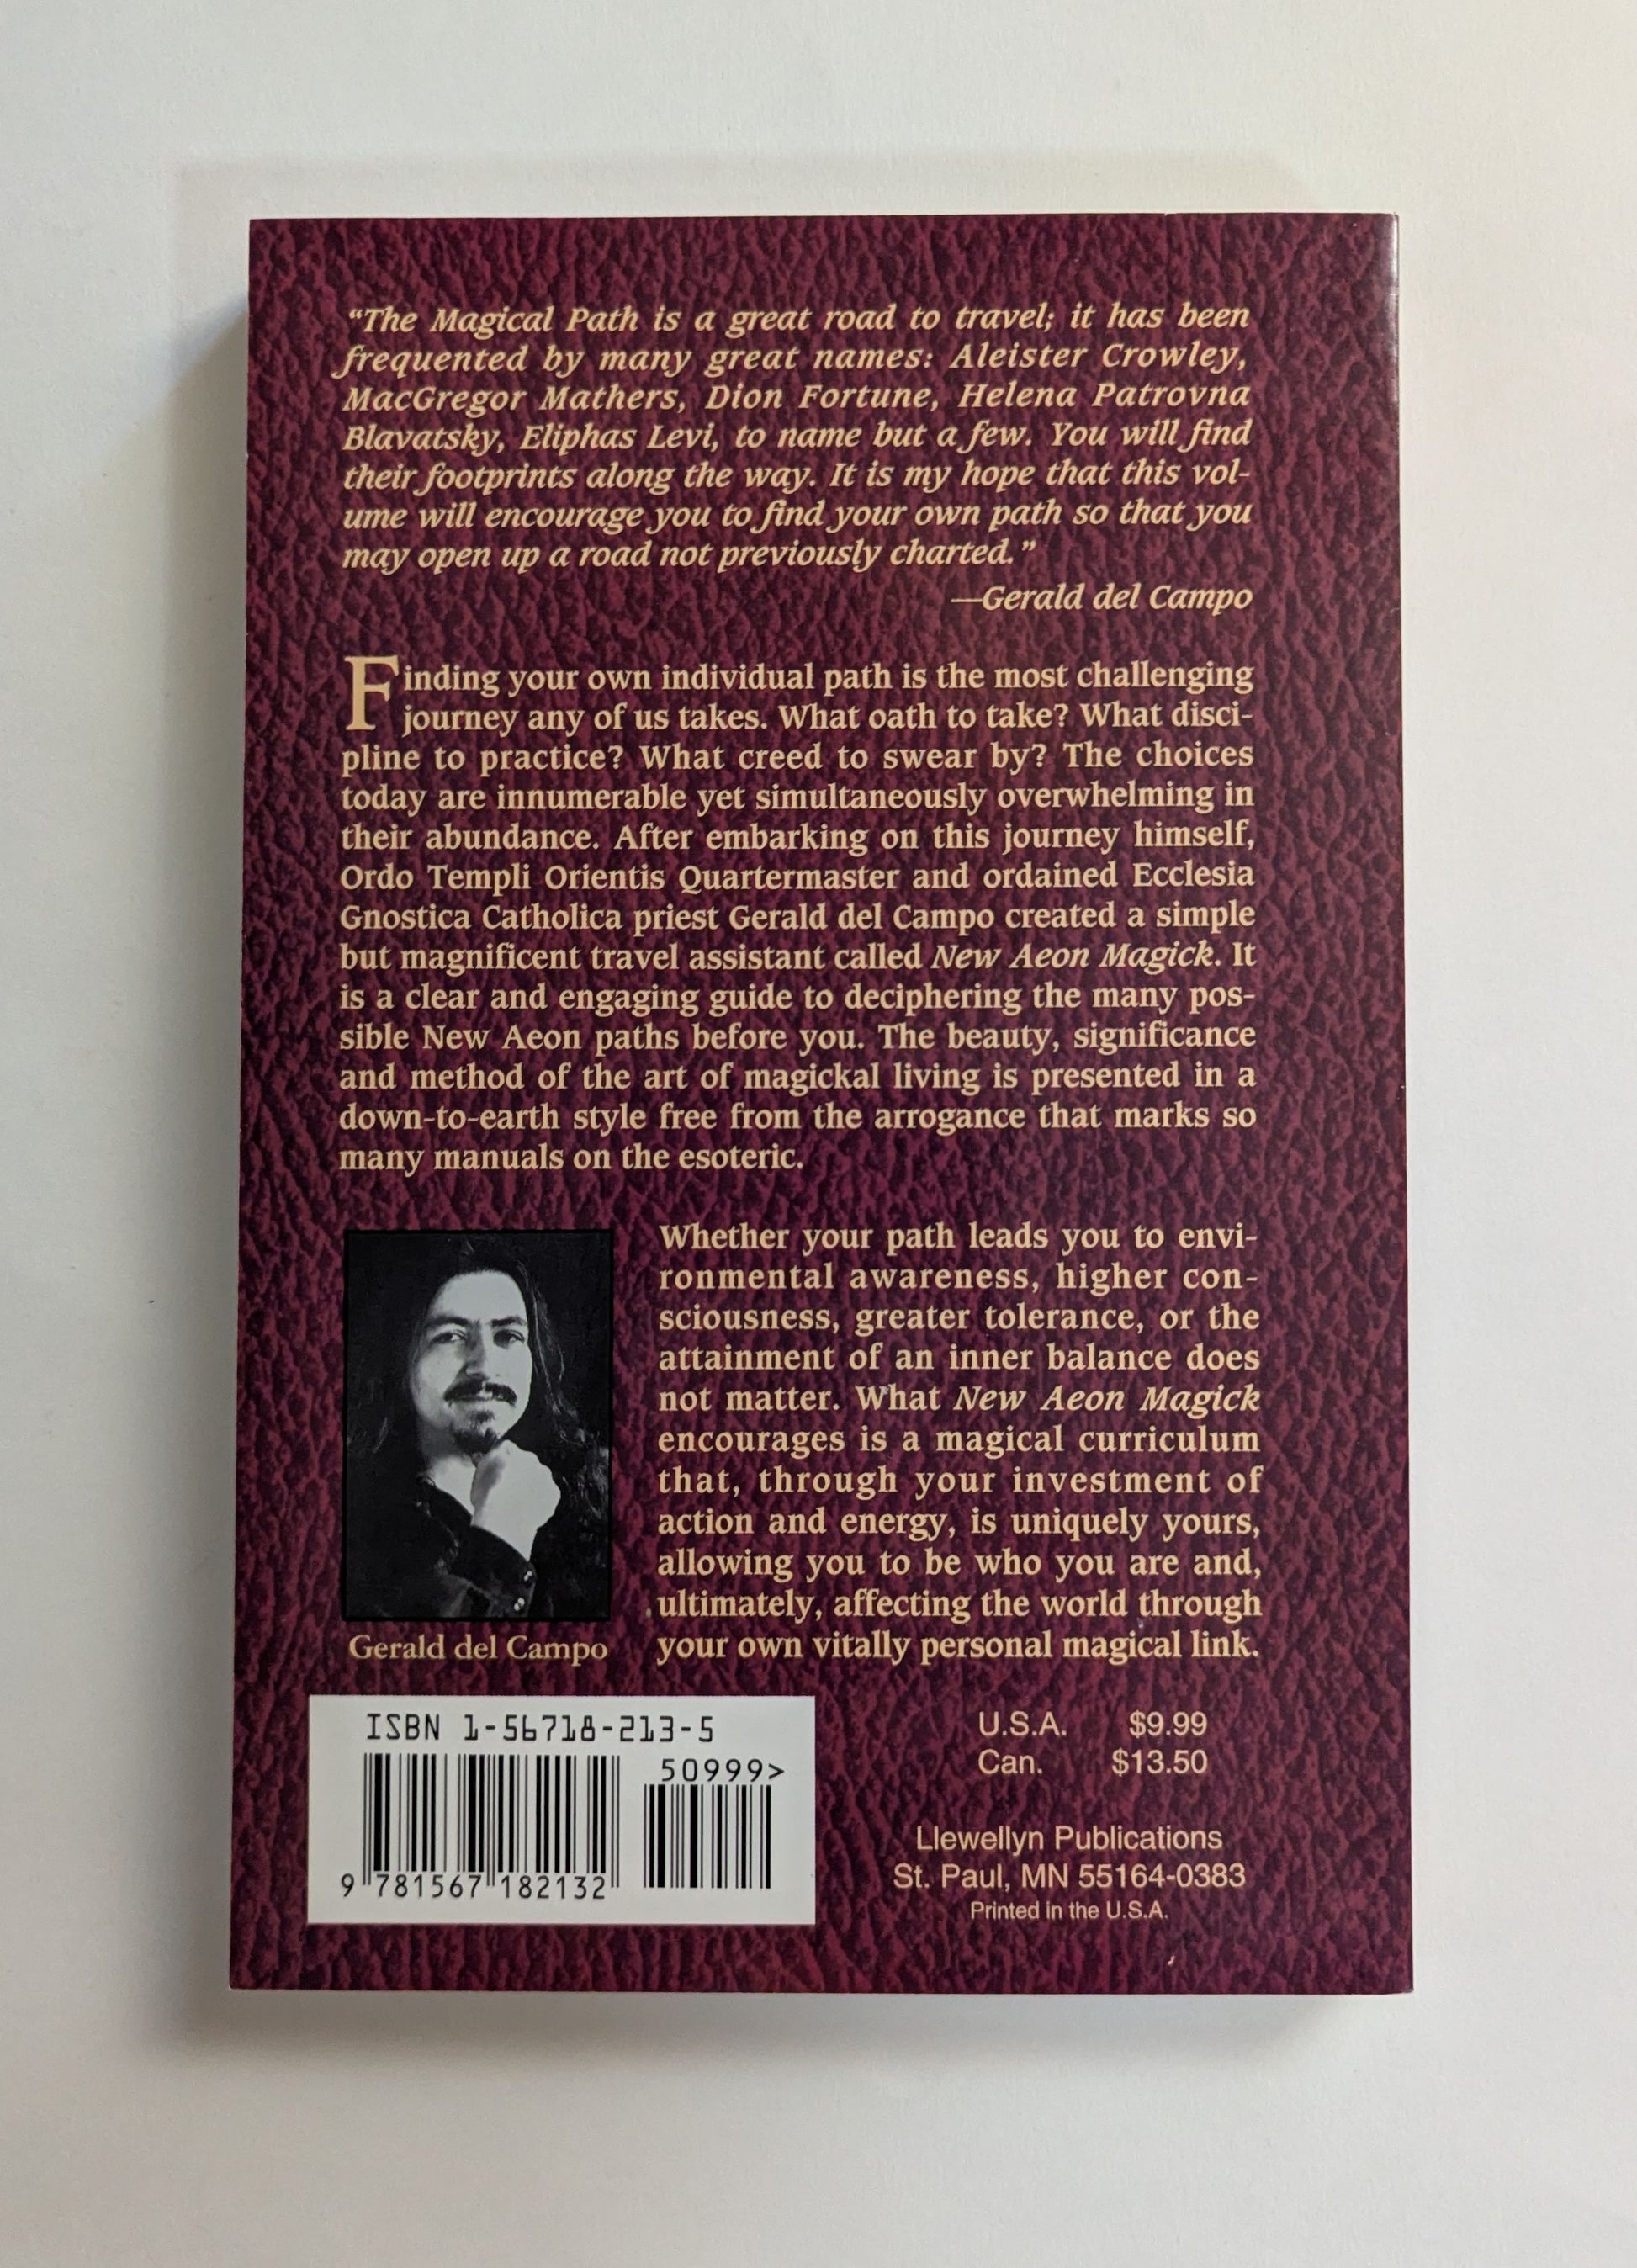 “The Magical Path is a great road to travel; it has been
frequented by many great names: Aleister Crowley,
MacGregor Mathers, Dion Fortune, Helena Patrovna
Blavatsky, Eliphas Levi, to name but a few. You will find
their footprints along the way. It is my hope that this vol-
ume will encourage you to find your own path so that you
may open up a road not previously charted.”
—Gerald del Campo
Finding your own individual path is the most challenging
journey any of us takes. What oath to take? What disci-
pline to practice? What creed to swear by? The choices
today are innumerable yet simultaneously overwhelming in
their abundance. After embarking on this journey himself,
Ordo Templi Orientis Quartermaster and ordained Ecclesia
Gnostica Catholica priest Gerald del Campo created a simple
but magnificent travel assistant called New Aeon Magick. It
is a clear and engaging guide to deciphering the many pos-
sible New Aeon paths before you. The beauty, significance
and method of the art of magickal living is presented in a
down-to-earth style free from the arrogance that marks so
many manuals on the esoteric.
Whether your path leads you to envi-
ronmental awareness, higher con-
sciousness, greater tolerance, or the
attainment of an inner balance does
not matter. What New Aeon Magick
encourages is a magical curriculum
that, through your investment of
action and energy, is uniquely yours,
allowing you to be who you are and,
ultimately, affecting the world through
your own vitally personal magical link.
Gerald del Campo
ISBN 1-56718-213-5
50999>
9 781567 182132
U.S.A. $9.99
Can. $13.50
Llewellyn Publications
St. Paul, MN 55164-0383
Printed in the U.S.A.